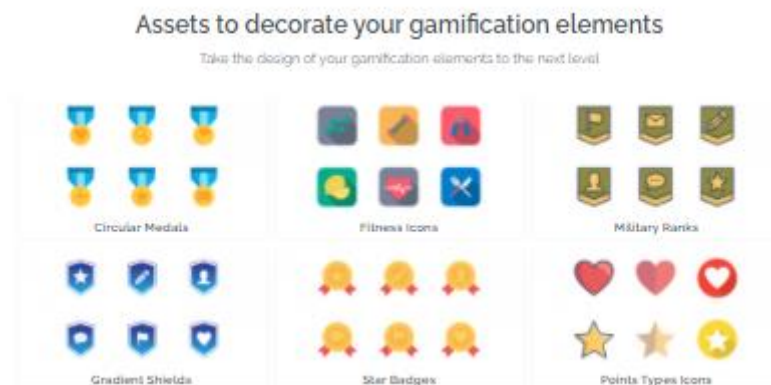 Assets to decorate your gamification elements
Take the design of your gamification elements to the next level
Circular Medals
Fitness Icons
Military Ranks
Gradient Shields
Star Badges
Points Types Icons